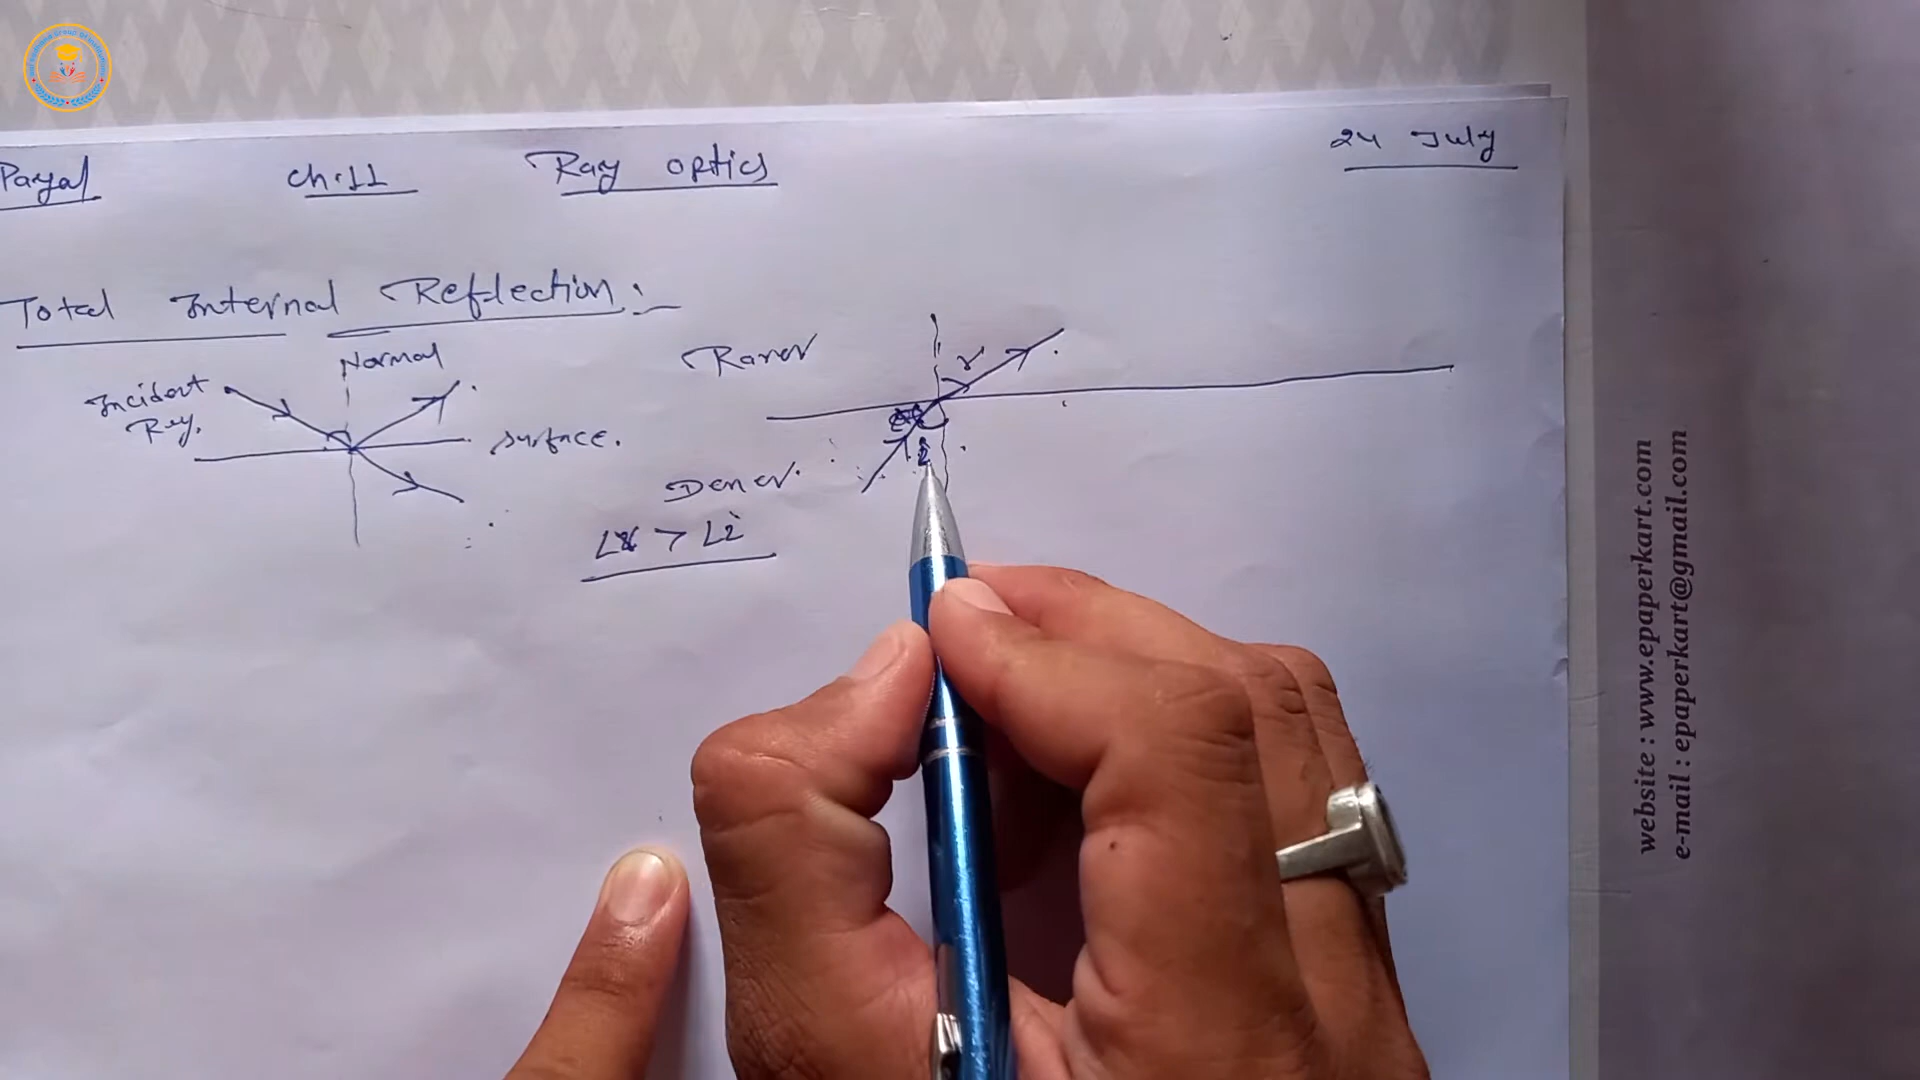 Payal ch.11 Ray optics 24 July
Total Internal Reflection :-
Normal
Incident
Ray.
surface.
Rarer
r
i
Denser
∠r > ∠i
website : www.epaperkart.com
e-mail : epaperkart@gmail.com